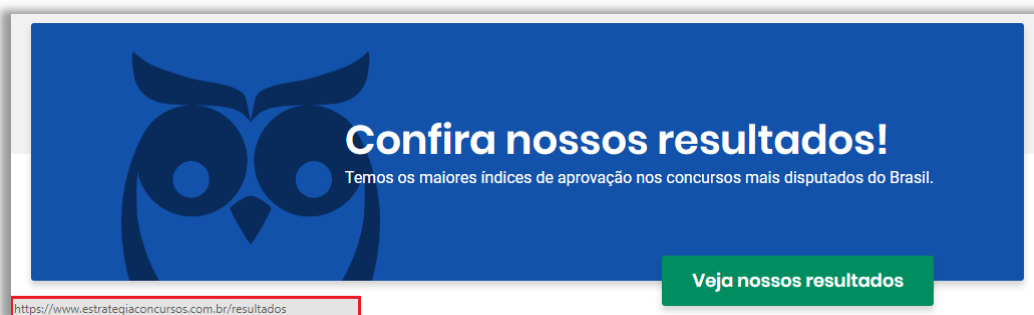 Confira nossos resultados!
Temos os maiores índices de aprovação nos concursos mais disputados do Brasil.
Veja nossos resultados
https://www.estrategiaconcursos.com.br/resultados